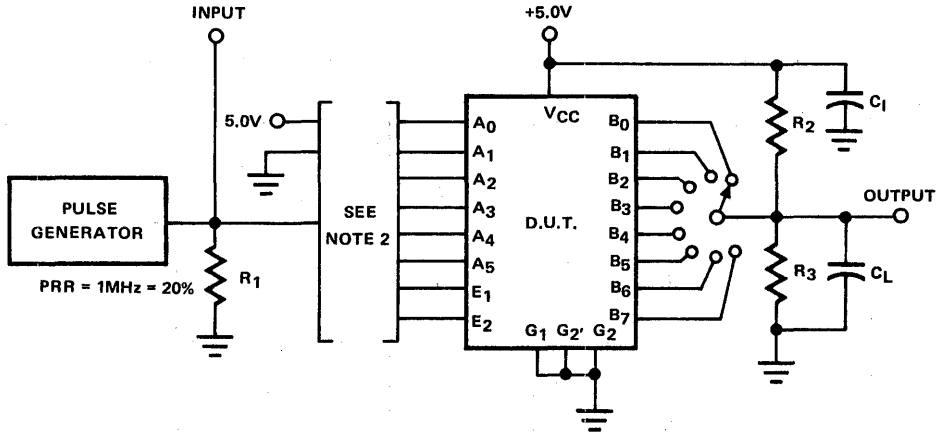 INPUT
+5.0V
5.0V
VCC
A0
A1
A2
A3
A4
A5
E1
E2
B0
B1
B2
B3
B4
B5
B6
B7
D.U.T.
G1 G2' G2
SEE
NOTE 2
PULSE
GENERATOR
PRR = 1MHz = 20%
R1
R2
R3
CI
CL
OUTPUT